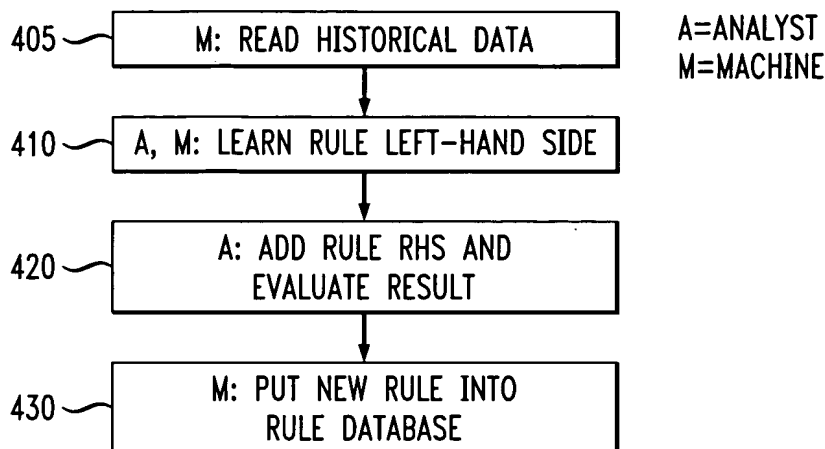 405
M: READ HISTORICAL DATA
A=ANALYST
M=MACHINE
410
A, M: LEARN RULE LEFT-HAND SIDE
420
A: ADD RULE RHS AND
EVALUATE RESULT
430
M: PUT NEW RULE INTO
RULE DATABASE